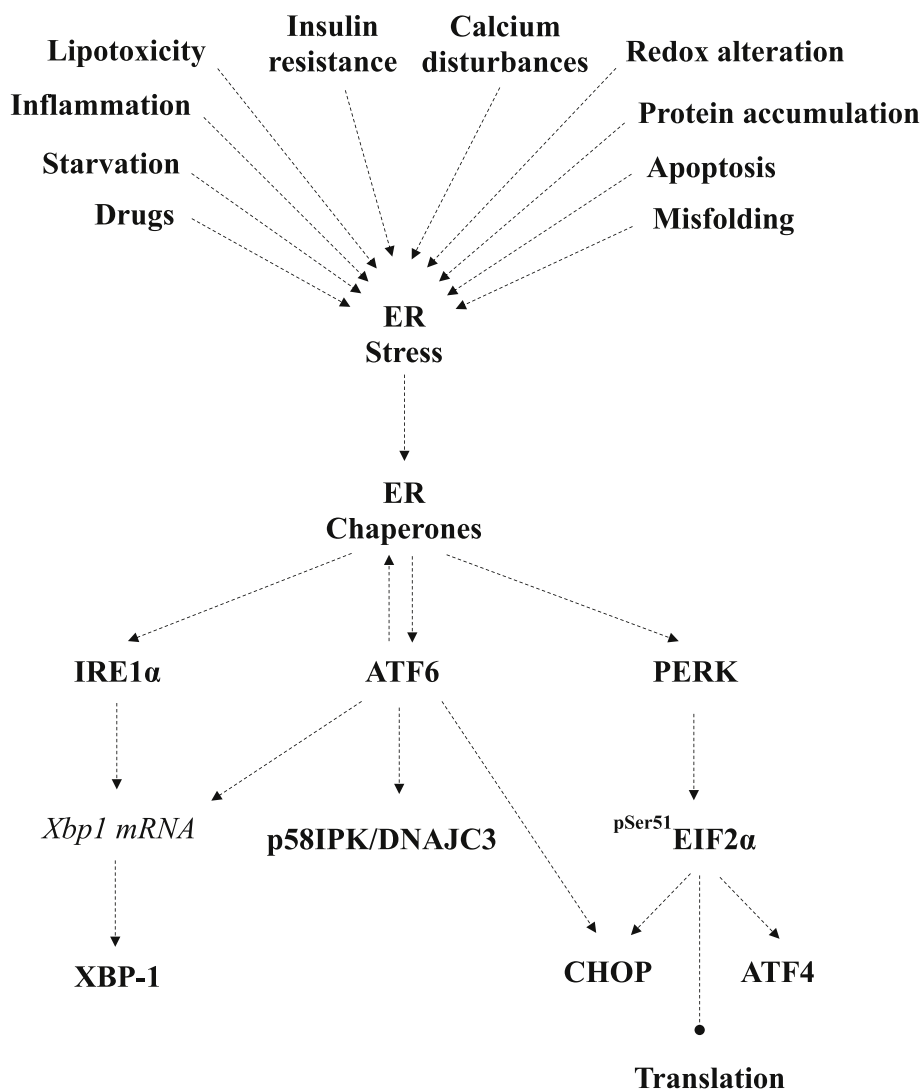 Lipotoxicity
Insulin
resistance
Calcium
disturbances
Redox alteration
Inflammation
Protein accumulation
Starvation
Apoptosis
Drugs
Misfolding
ER
Stress
ER
Chaperones
IRE1α
ATF6
PERK
Xbp1 mRNA
p58IPK/DNAJC3
pSer51EIF2α
XBP-1
CHOP
ATF4
Translation